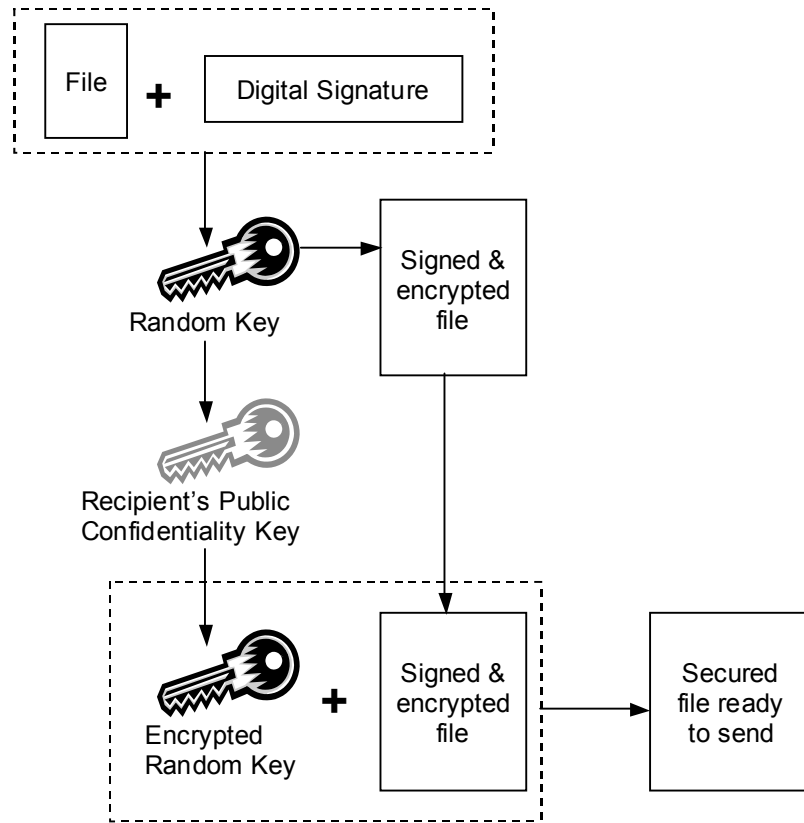 File
+
Digital Signature
Random Key
Signed &
encrypted
file
Recipient’s Public
Confidentiality Key
Encrypted
Random Key
+
Signed &
encrypted
file
Secured
file ready
to send